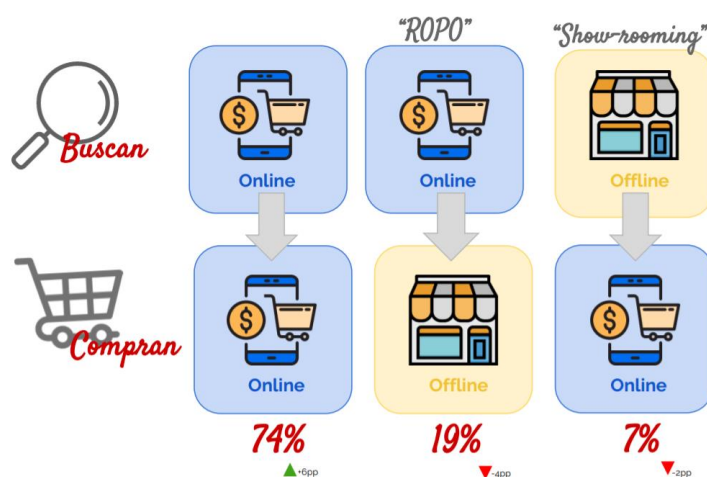 “ROPO”
“Show-rooming”
Buscan
$
$
Online
Online
Offline
Compran
$
$
Online
Offline
Online
74%
19%
7%
+6pp
-4pp
-2pp